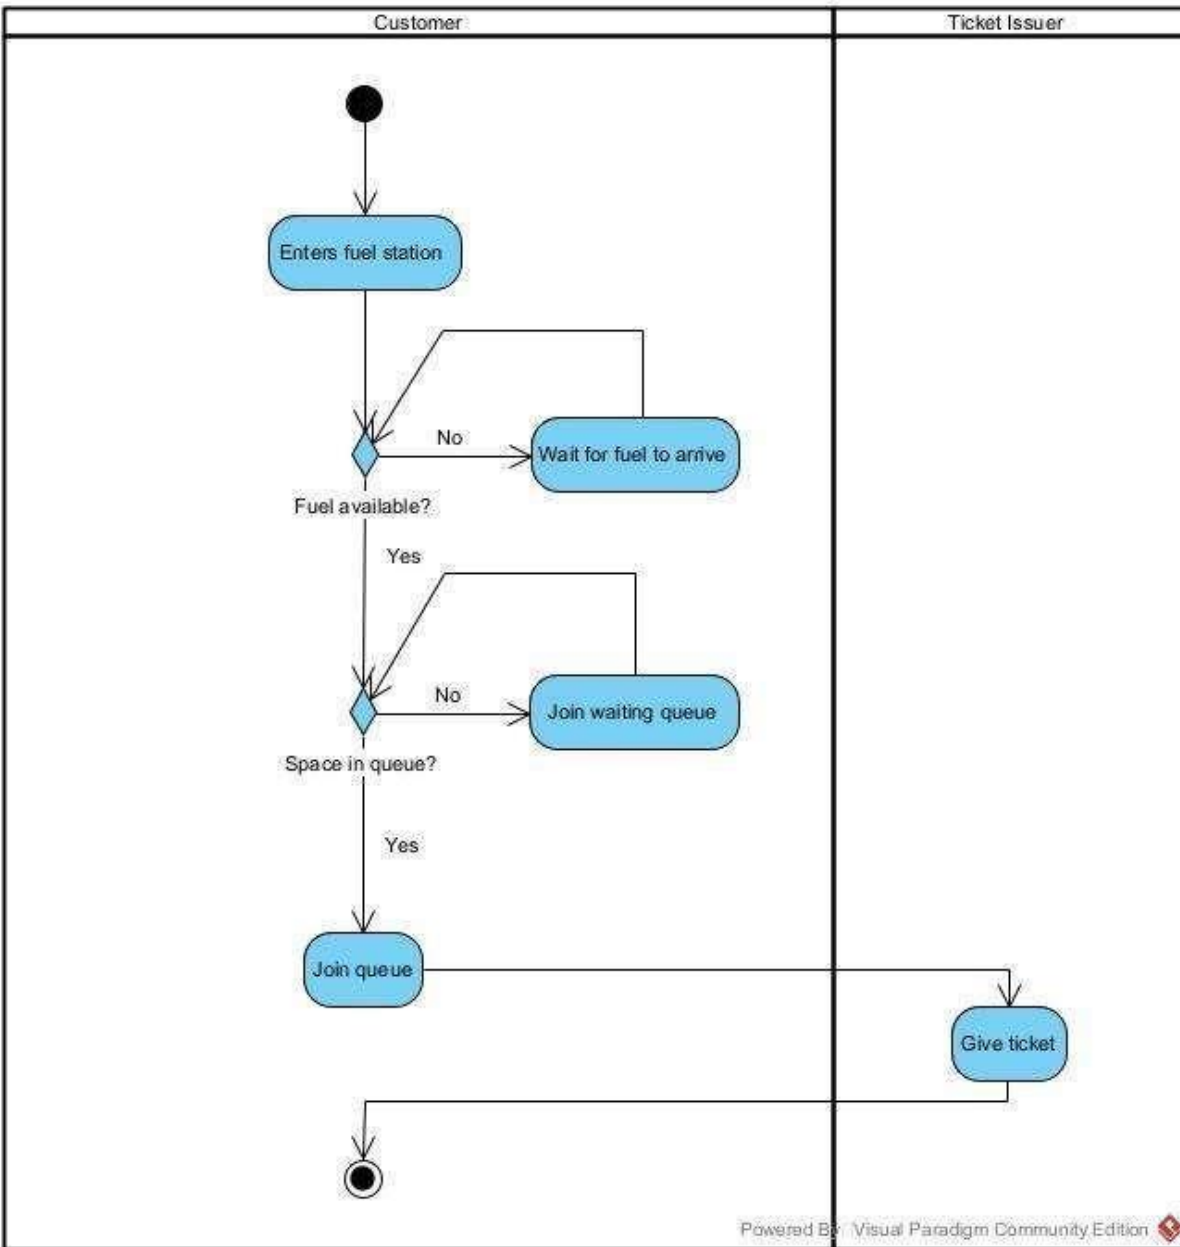 Customer
Ticket Issuer
Enters fuel station
No
Wait for fuel to arrive
Fuel available?
Yes
No
Join waiting queue
Space in queue?
Yes
Join queue
Give ticket
Powered By Visual Paradigm Community Edition